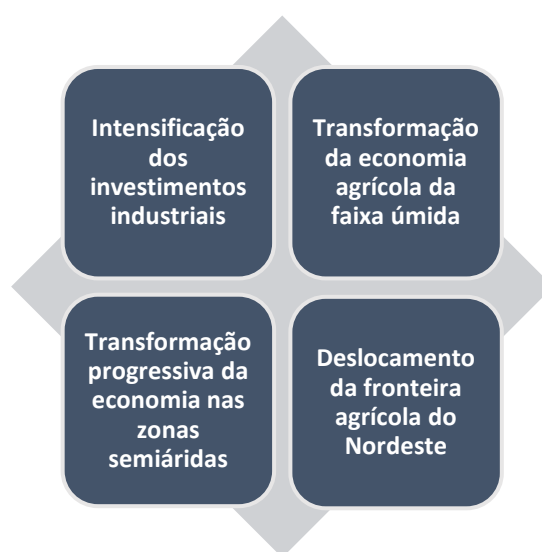 Intensificação
dos
investimentos
industriais
Transformação
da economia
agrícola da
faixa úmida
Transformação
progressiva da
economia nas
zonas
semiáridas
Deslocamento
da fronteira
agrícola do
Nordeste